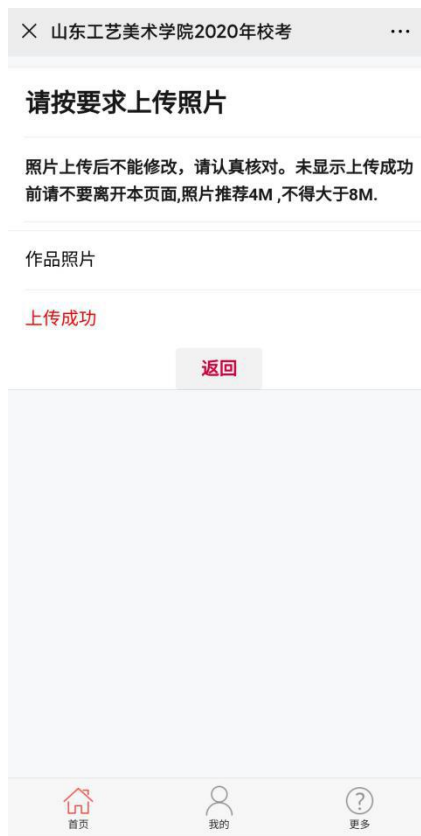 山东工艺美术学院2020年校考
请按要求上传照片
照片上传后不能修改，请认真核对。未显示上传成功
前请不要离开本页面,照片推荐4M ,不得大于8M.
作品照片
上传成功
返回
首页
我的
?
更多